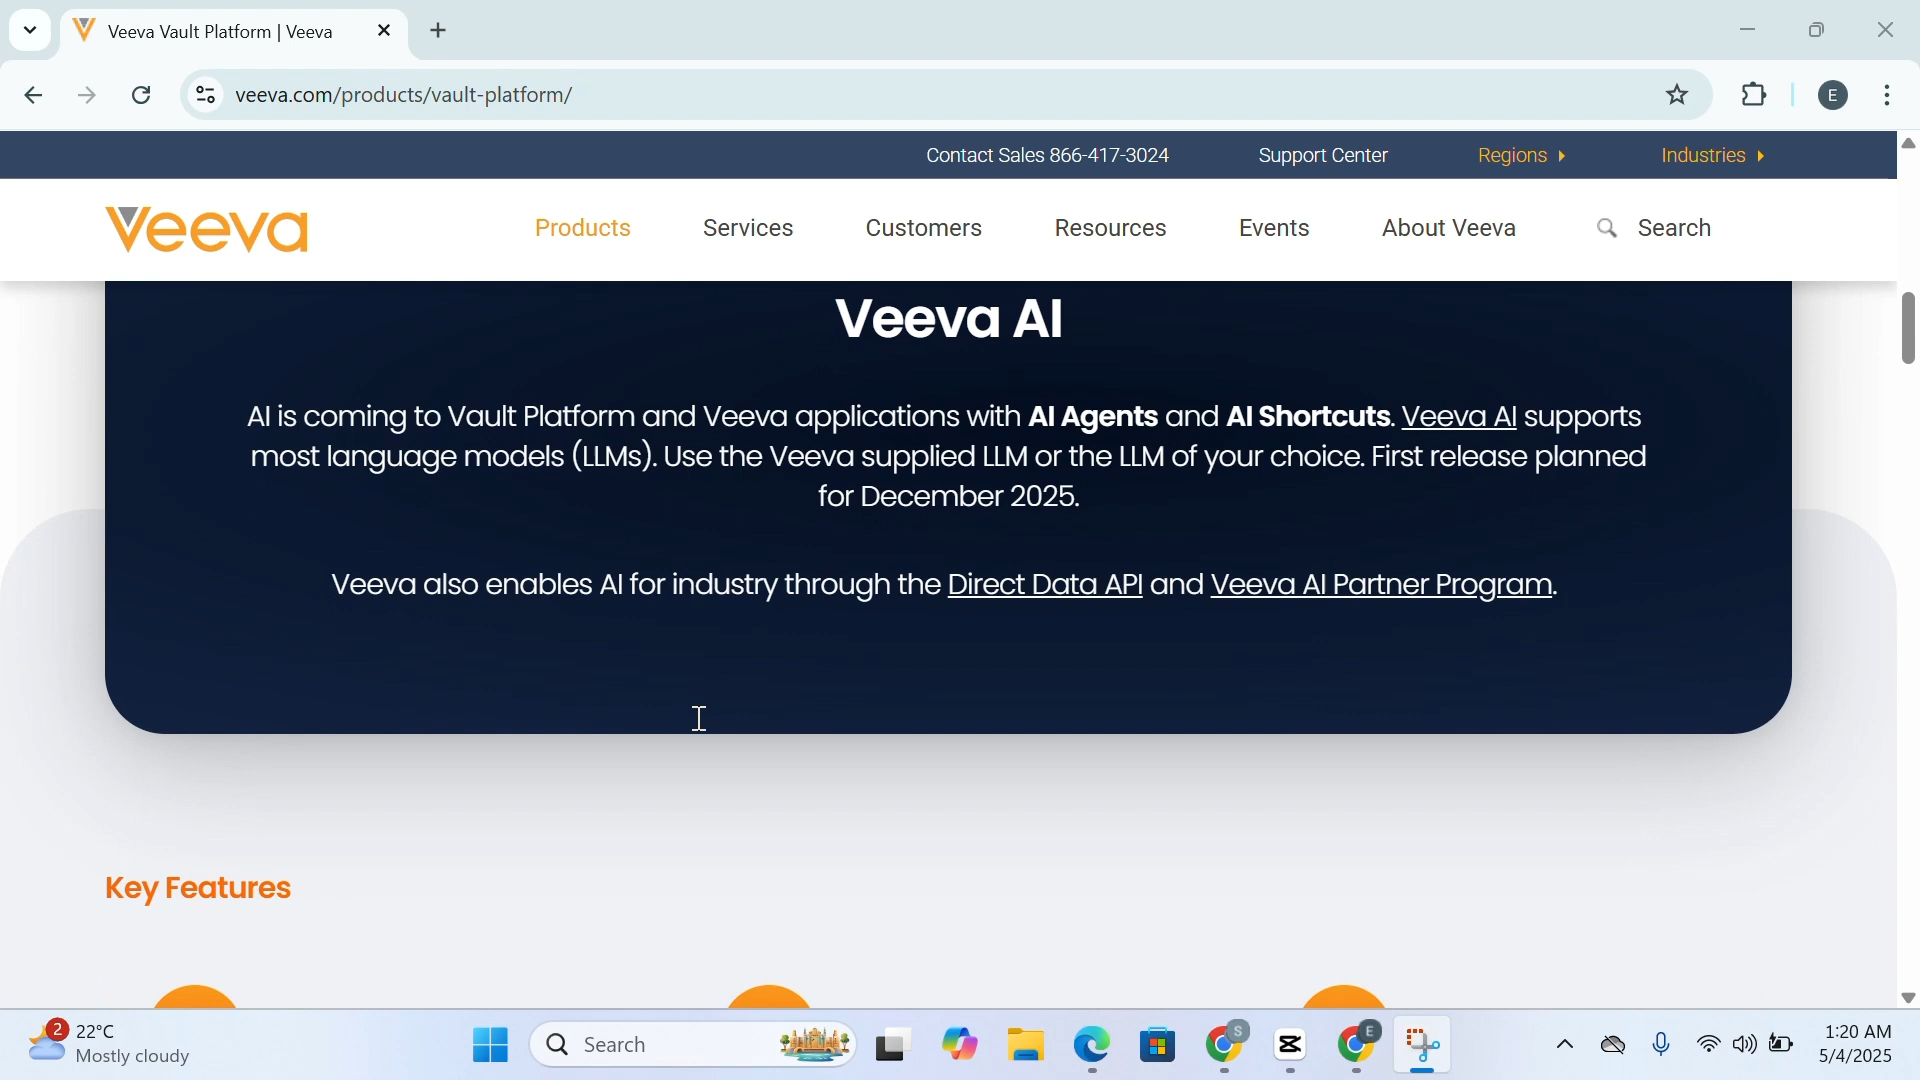 Veeva Vault Platform | Veeva
veeva.com/products/vault-platform/
E
Contact Sales 866-417-3024 Support Center Regions Industries
Veeva Products Services Customers Resources Events About Veeva Search
Veeva AI
AI is coming to Vault Platform and Veeva applications with AI Agents and AI Shortcuts. Veeva AI supports
most language models (LLMs). Use the Veeva supplied LLM or the LLM of your choice. First release planned
for December 2025.
Veeva also enables AI for industry through the Direct Data API and Veeva AI Partner Program.
Key Features
2 22°C
Mostly cloudy
Search
S
E
1:20 AM
5/4/2025